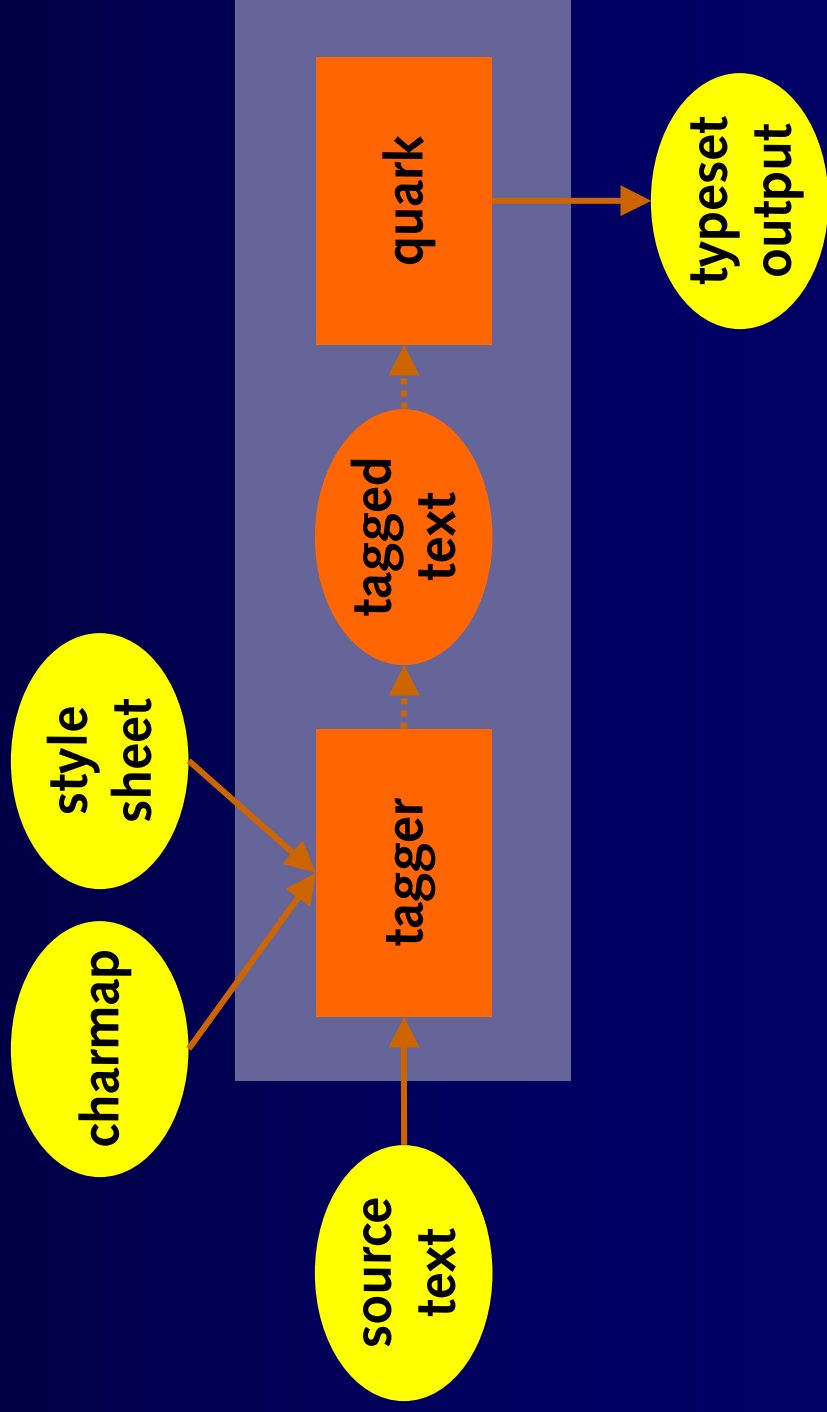 charmap
style
sheet
source
text
tagger
tagged
text
quark
typeset
output